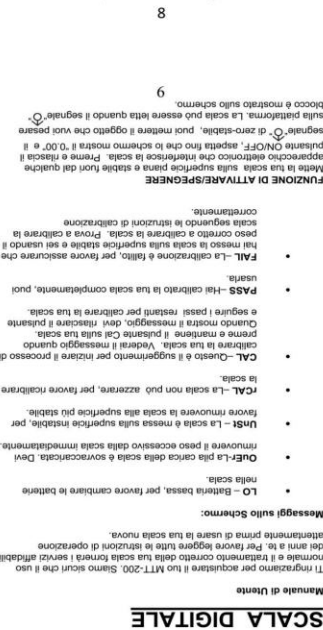 SCALA DIGITALE
Manuale di Utente
Ti ringraziamo per acquistare il tuo MTT-200. Siamo sicuri che il uso
normale e il trattamento corretto della tua scala fornerà i servizi affidabili
dei anni a te. Per favore leggere tutte le istruzioni di operazione
attentamente prima di usare la tua scala nuova.
Messaggi sullo Schermo:
• LO – Batteria bassa, per favore cambiare le batterie
nella scala.
• OuEr-La pila carica della scala è sovraccaricata. Devi
rimuovere il peso eccessivo dalla scala immediatamente.
• UnSt – La scala è messa sulla superficie instabile, per
favore rimuovere la scala alla superficie più stabile.
• rCAL –La scala non può azzerare, per favore ricalibrare
la scala.
• CAL –Questo è il suggerimento per iniziare il processo di
calibrare la tua scala. Vederai il messaggio quando
preme e mantiene il pulsante Cal sulla tua scala.
Quando mostra il messaggio, devi rilasciare il pulsante
e seguire i passi restanti per calibrare la tua scala.
• PASS –Hai calibrato la tua scala completamente, puoi
usarla.
• FAIL –La calibrazione è fallito, per favore assicurare che
hai messo la scala sulla superficie stabile e sei usando il
peso corretto a calibrare la scala. Prova a calibrare la
scala seguendo le istruzioni di calibrazione
correttamente.
FUNZIONE DI ATTIVARE/SPEGNERE
Mette la tua scala sulla superficie piana e stabile fuori dal qualche
apparecchio elettronico che interferisce la scala. Preme e rilascia il
pulsante ON/OFF, aspetta fino che lo schermo mostra il "0.00" e il
segnale" " di zero-stabile, puoi mettere il oggetto che vuoi pesare
sulla piattaforma. La scala può essere letta quando il segnale" "
blocco è mostrato sullo schermo.
9
8